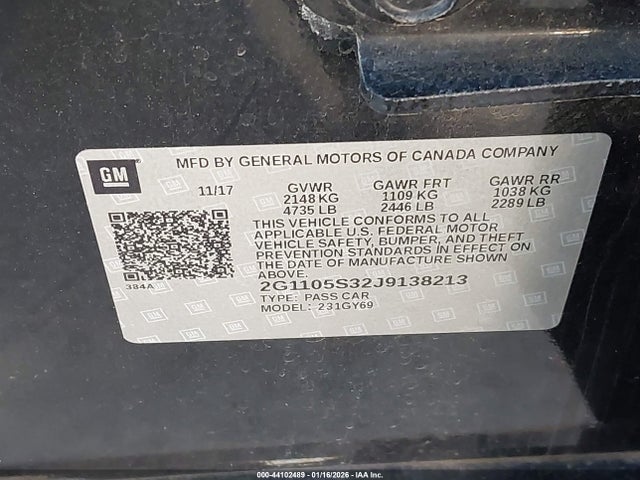 GM
MFD BY GENERAL MOTORS OF CANADA COMPANY
11/17 GVWR GAWR FRT GAWR RR
2148 KG 1109 KG 1038 KG
4735 LB 2446 LB 2289 LB
THIS VEHICLE CONFORMS TO ALL
APPLICABLE U.S. FEDERAL MOTOR
VEHICLE SAFETY, BUMPER, AND THEFT
PREVENTION STANDARDS IN EFFECT ON
THE DATE OF MANUFACTURE SHOWN
ABOVE.
384A
2G1105S32J9138213
TYPE: PASS CAR
MODEL: 231GY69
000-44102489 - 01/16/2026 - IAA Inc.